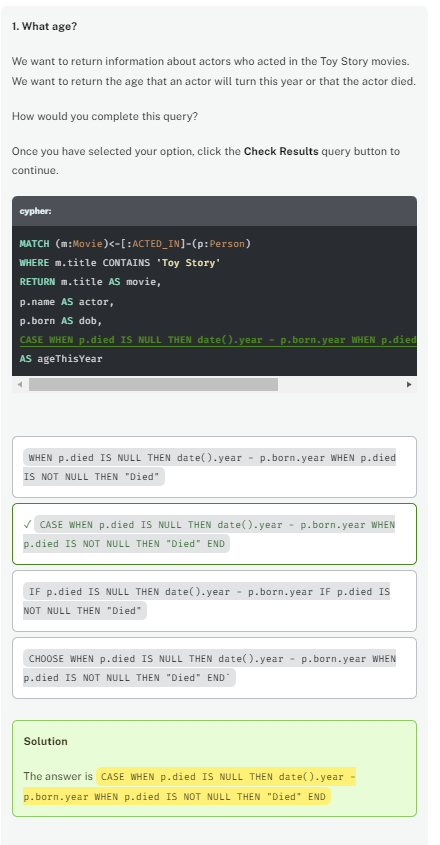 1. What age?
We want to return information about actors who acted in the Toy Story movies.
We want to return the age that an actor will turn this year or that the actor died.
How would you complete this query?
Once you have selected your option, click the Check Results query button to
continue.
cypher:
MATCH (m:Movie)<-[:ACTED_IN]-(p:Person)
WHERE m.title CONTAINS 'Toy Story'
RETURN m.title AS movie,
p.name AS actor,
p.born AS dob,
CASE WHEN p.died IS NULL THEN date().year - p.born.year WHEN p.died
AS ageThisYear
WHEN p.died IS NULL THEN date().year - p.born.year WHEN p.died
IS NOT NULL THEN "Died"
✓ CASE WHEN p.died IS NULL THEN date().year - p.born.year WHEN
p.died IS NOT NULL THEN "Died" END
IF p.died IS NULL THEN date().year - p.born.year IF p.died IS
NOT NULL THEN "Died"
CHOOSE WHEN p.died IS NULL THEN date().year - p.born.year WHEN
p.died IS NOT NULL THEN "Died" END`
Solution
The answer is CASE WHEN p.died IS NULL THEN date().year -
p.born.year WHEN p.died IS NOT NULL THEN "Died" END